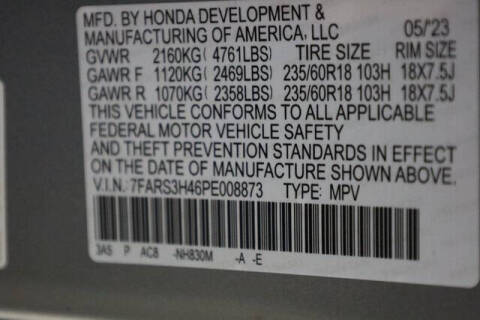 MFD. BY HONDA DEVELOPMENT &
MANUFACTURING OF AMERICA, LLC 05/'23
GVWR 2160KG ( 4761LBS) TIRE SIZE RIM SIZE
GAWR F 1120KG ( 2469LBS) 235/60R18 103H 18X7.5J
GAWR R 1070KG ( 2358LBS) 235/60R18 103H 18X7.5J
THIS VEHICLE CONFORMS TO ALL APPLICABLE
FEDERAL MOTOR VEHICLE SAFETY
AND THEFT PREVENTION STANDARDS IN EFFECT
ON THE DATE OF MANUFACTURE SHOWN ABOVE.
V.I.N.: 7FARS3H46PE008873 TYPE: MPV
3AS P AC8 -NH830M -A -E